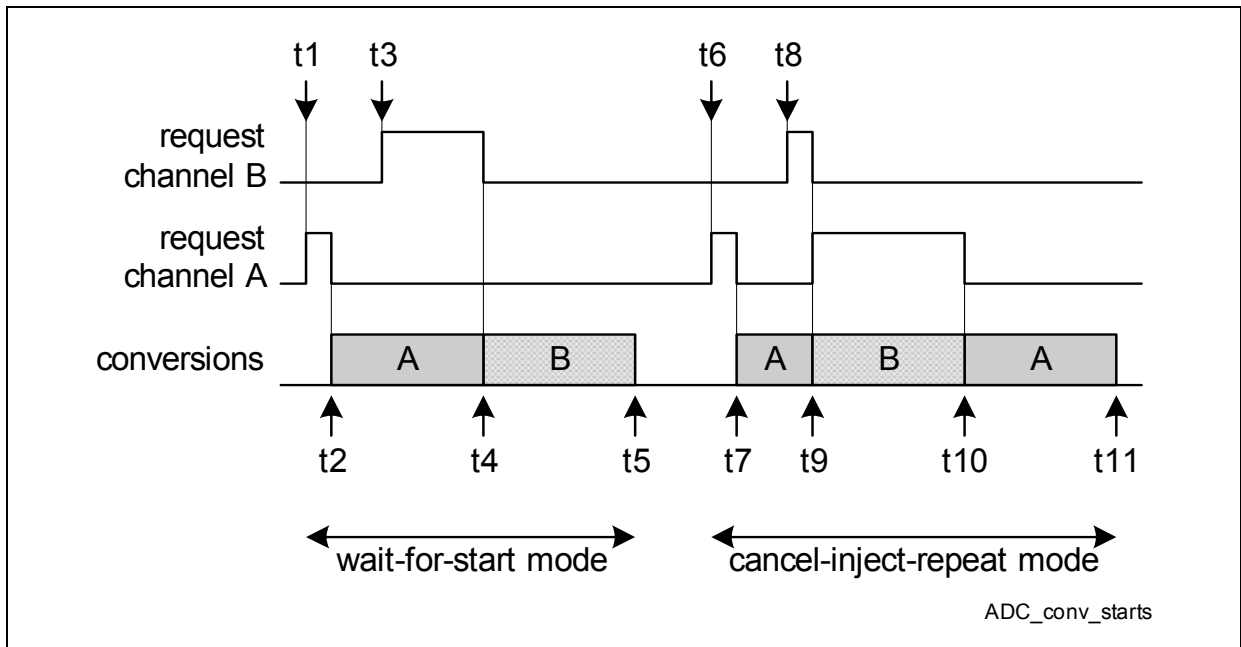 t1 t3 t6 t8
request
channel B
request
channel A
conversions A B A B A
t2 t4 t5 t7 t9 t10 t11
wait-for-start mode cancel-inject-repeat mode
ADC_conv_starts